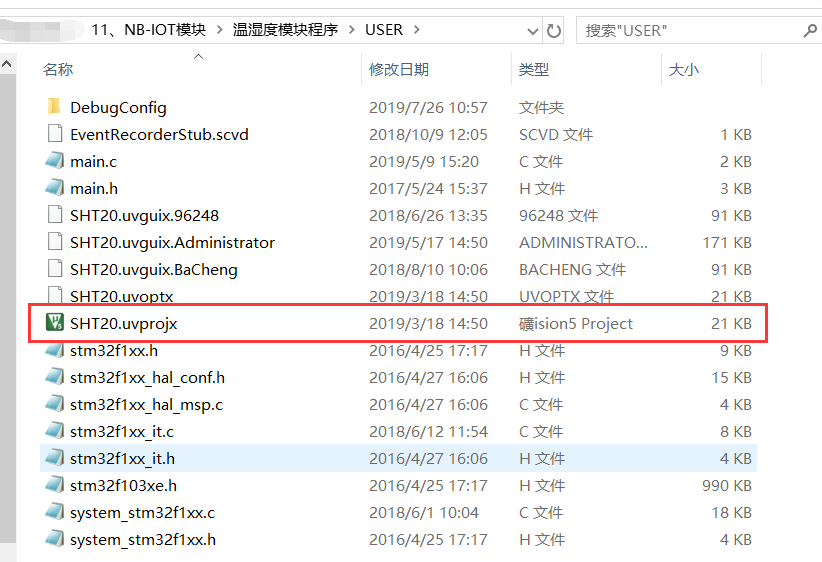 11、NB-IOT模块 > 温湿度模块程序 > USER > 搜索"USER"
名称 修改日期 类型 大小
DebugConfig 2019/7/26 10:57 文件夹
EventRecorderStub.scvd 2018/10/9 12:05 SCVD 文件 1 KB
main.c 2019/5/9 15:20 C 文件 2 KB
main.h 2017/5/24 15:37 H 文件 3 KB
SHT20.uvguix.96248 2018/6/26 13:35 96248 文件 91 KB
SHT20.uvguix.Administrator 2019/5/17 14:50 ADMINISTRATO... 171 KB
SHT20.uvguix.BaCheng 2018/8/10 10:06 BACHENG 文件 91 KB
SHT20.uvoptx 2019/3/18 14:50 UVOPTX 文件 21 KB
SHT20.uvprojx 2019/3/18 14:50 礦ision5 Project 21 KB
stm32f1xx.h 2016/4/25 17:17 H 文件 9 KB
stm32f1xx_hal_conf.h 2016/4/27 16:06 H 文件 15 KB
stm32f1xx_hal_msp.c 2016/4/27 16:06 C 文件 4 KB
stm32f1xx_it.c 2018/6/12 11:54 C 文件 8 KB
stm32f1xx_it.h 2016/4/27 16:06 H 文件 4 KB
stm32f103xe.h 2016/4/25 17:17 H 文件 990 KB
system_stm32f1xx.c 2018/6/1 10:04 C 文件 18 KB
system_stm32f1xx.h 2016/4/25 17:17 H 文件 4 KB